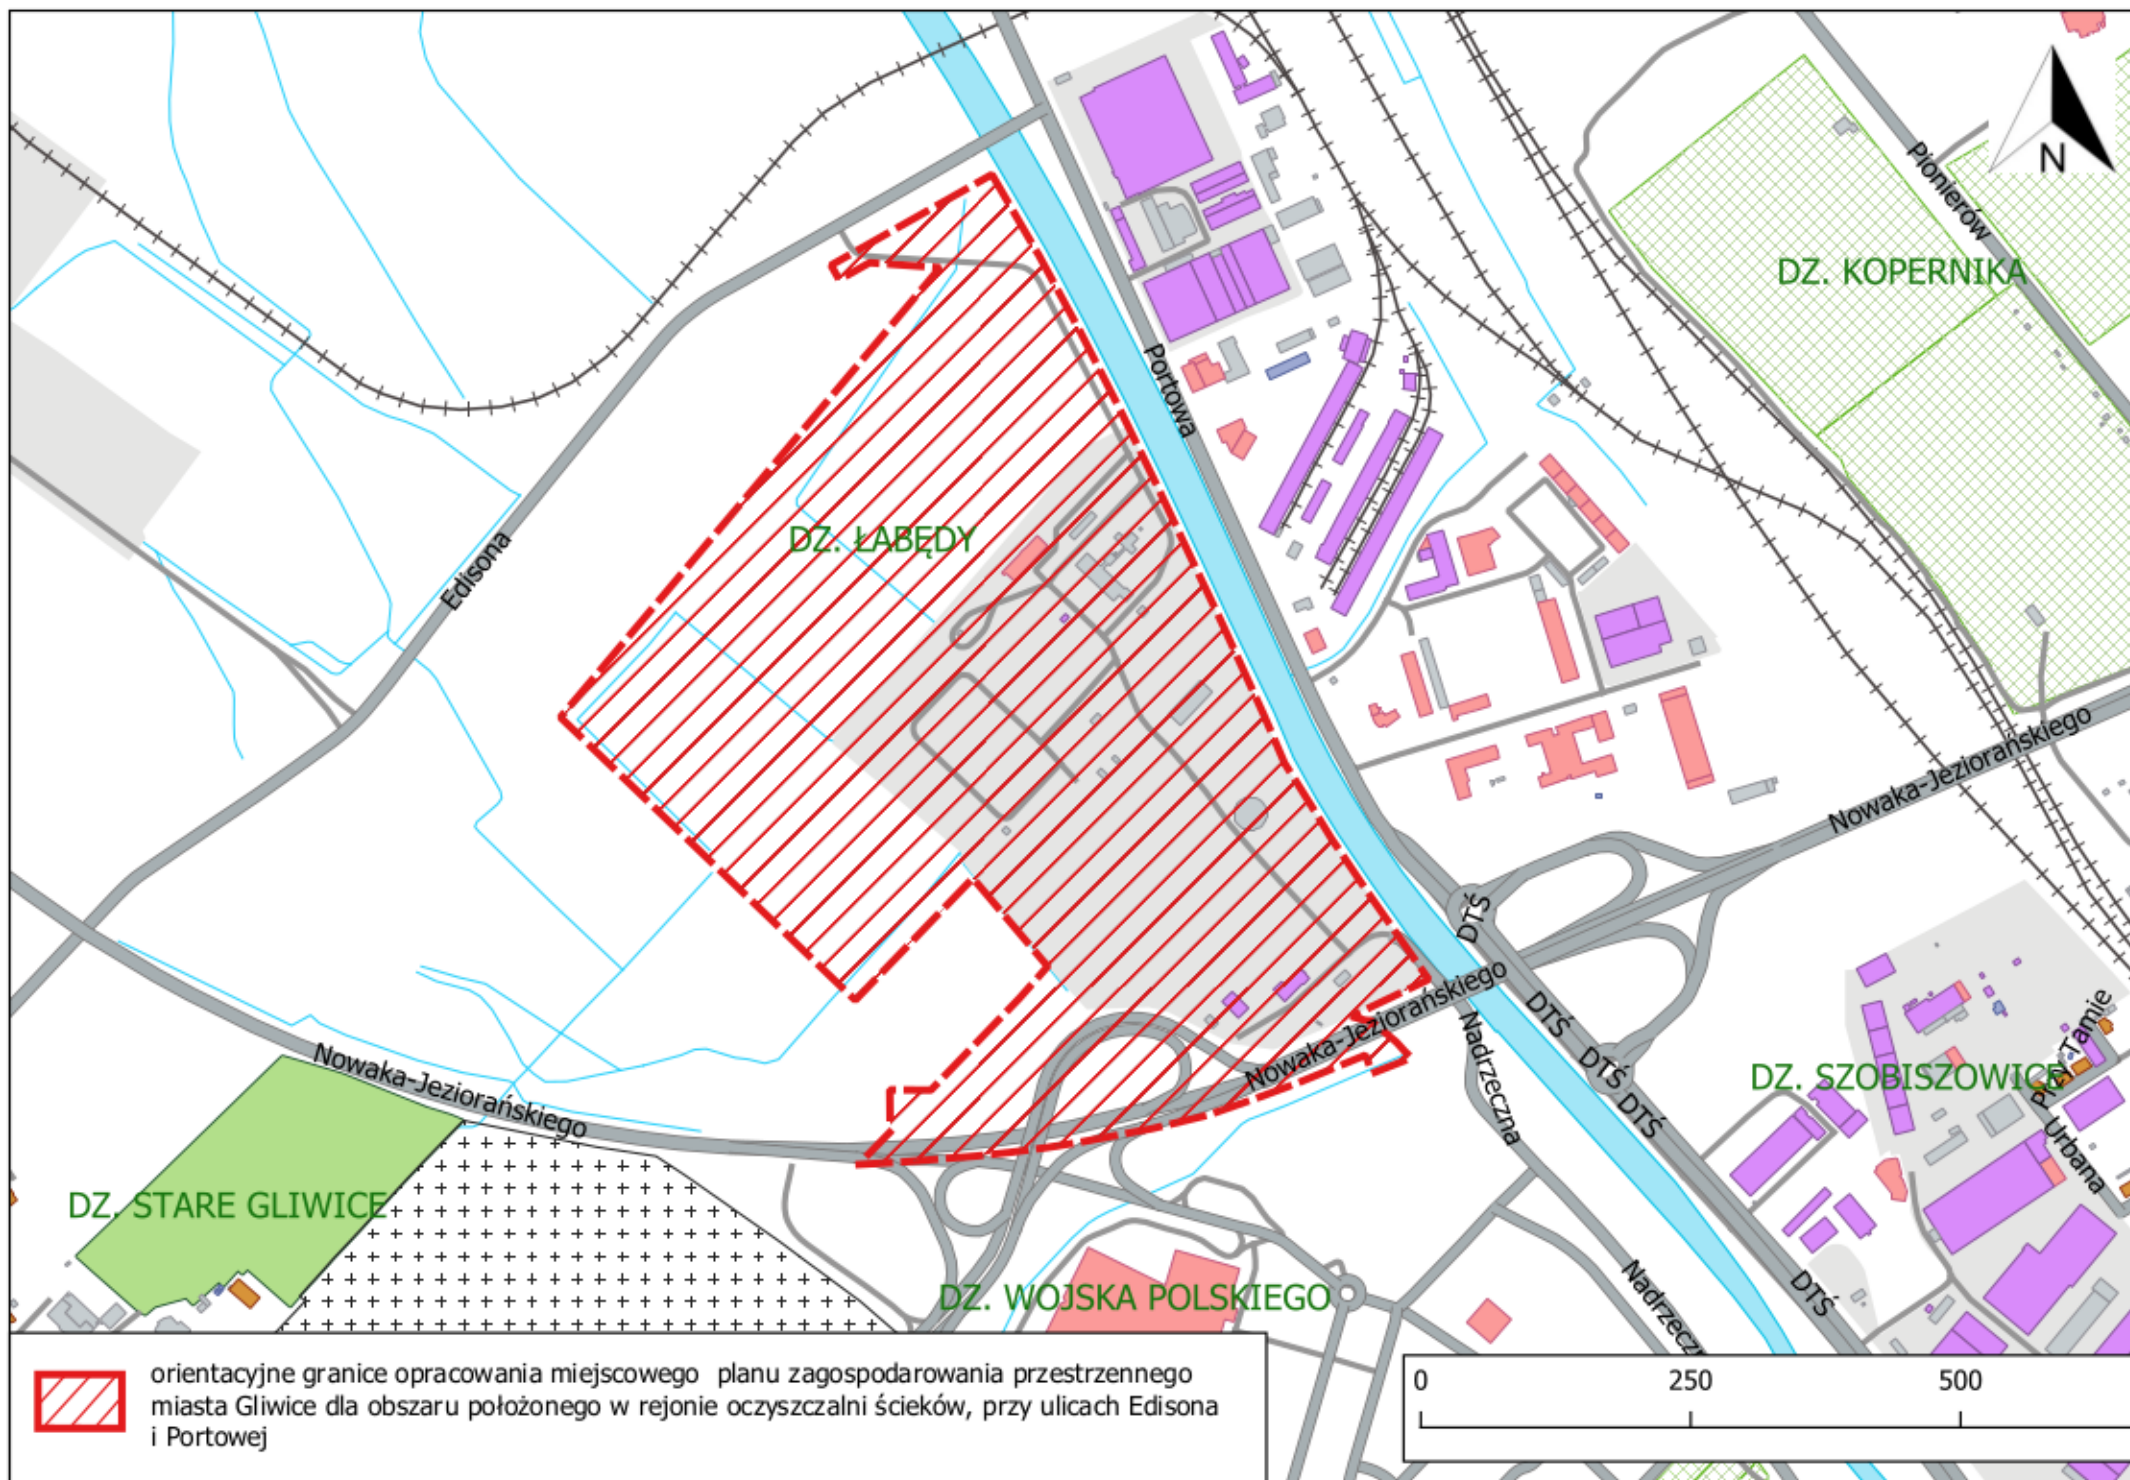 N
Pionierów
DZ. KOPERNIKA
Portowa
DZ. ŁABĘDY
Edisona
Nowaka-Jeziorańskiego
DTŚ
Nowaka-Jeziorańskiego
DTŚ
DTŚ
DTŚ
Nadrzeczna
Nowaka-Jeziorańskiego
DZ. SZOBISZOWICE
Przy Tamie
Urbana
DZ. STARE GLIWICE
DZ. WOJSKA POLSKIEGO
DTŚ
orientacyjne granice opracowania miejscowego planu zagospodarowania przestrzennego
miasta Gliwice dla obszaru położonego w rejonie oczyszczalni ścieków, przy ulicach Edisona
i Portowej
0 250 500